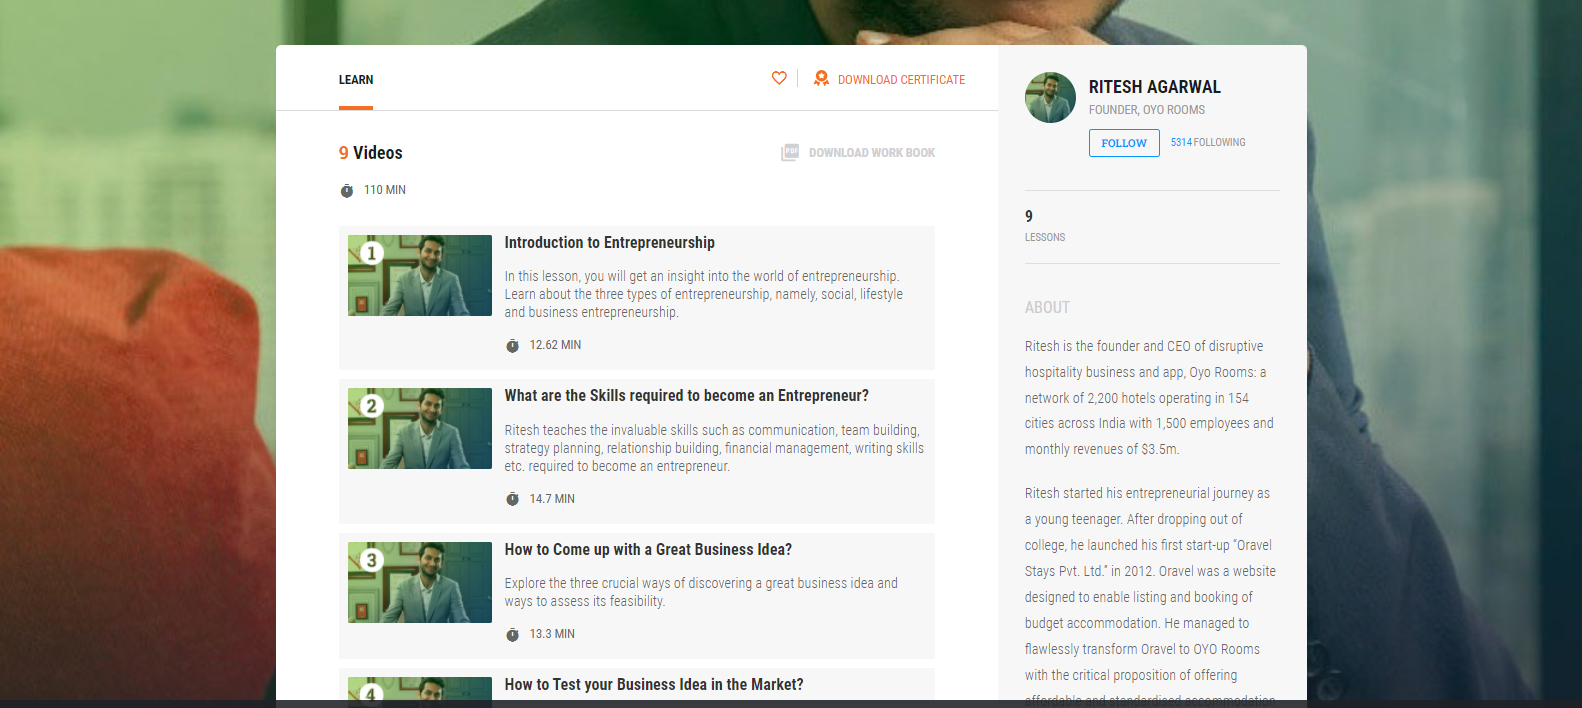 LEARN
DOWNLOAD CERTIFICATE
9 Videos
PDF DOWNLOAD WORK BOOK
110 MIN
1
Introduction to Entrepreneurship
In this lesson, you will get an insight into the world of entrepreneurship.
Learn about the three types of entrepreneurship, namely, social, lifestyle
and business entrepreneurship.
12.62 MIN
2
What are the Skills required to become an Entrepreneur?
Ritesh teaches the invaluable skills such as communication, team building,
strategy planning, relationship building, financial management, writing skills
etc. required to become an entrepreneur.
14.7 MIN
3
How to Come up with a Great Business Idea?
Explore the three crucial ways of discovering a great business idea and
ways to assess its feasibility.
13.3 MIN
4
How to Test your Business Idea in the Market?
RITESH AGARWAL
FOUNDER, OYO ROOMS
FOLLOW 5314 FOLLOWING
9
LESSONS
ABOUT
Ritesh is the founder and CEO of disruptive
hospitality business and app, Oyo Rooms: a
network of 2,200 hotels operating in 154
cities across India with 1,500 employees and
monthly revenues of $3.5m.
Ritesh started his entrepreneurial journey as
a young teenager. After dropping out of
college, he launched his first start-up “Oravel
Stays Pvt. Ltd.” in 2012. Oravel was a website
designed to enable listing and booking of
budget accommodation. He managed to
flawlessly transform Oravel to OYO Rooms
with the critical proposition of offering
affordable and standardised accommodation